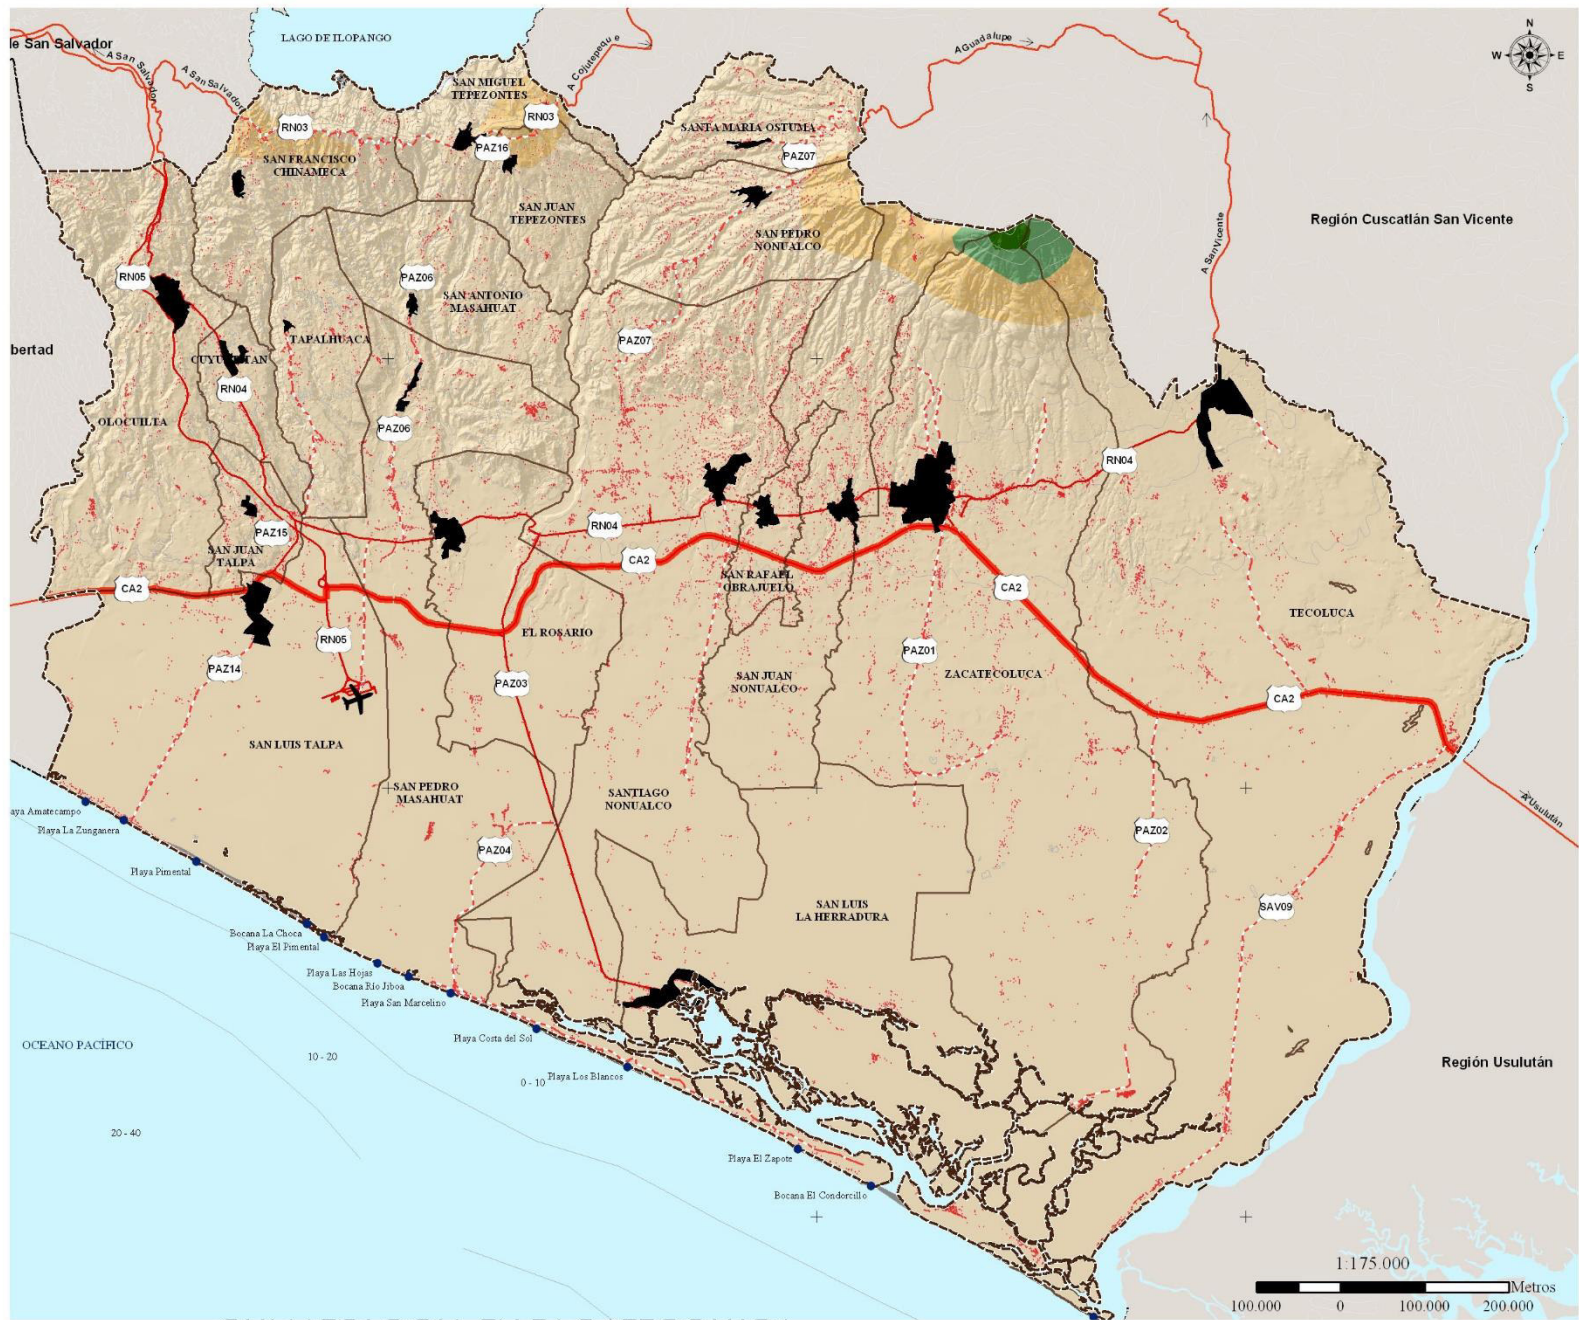 LAGO DE ILOPANGO
e San Salvador
A San Salvador
A San Salvador
A Cojutepeque
A Guadalupe
N
W E
S
SAN MIGUEL
TEPEZONTES
RN03
RN03
PAZ16
SANTA MARIA OSTUMA
PAZ07
SAN FRANCISCO
CHINAMECA
SAN JUAN
TEPEZONTES
SAN PEDRO
NONUALCO
Región Cuscatlán San Vicente
A San Vicente
RN05
PAZ06
SAN ANTONIO
MASAHUAT
TAPALHUACA
PAZ07
bertad
CUYULTITAN
RN04
OLOCUILTA
PAZ06
RN04
RN04
PAZ15
SAN JUAN
TALPA
CA2
CA2
SAN RAFAEL
OBRAJUELO
CA2
TECOLUCA
EL ROSARIO
RN05
PAZ14
PAZ03
PAZ01
SAN JUAN
NONUALCO
ZACATECOLUCA
CA2
SAN LUIS TALPA
SAN PEDRO
MASAHUAT
SANTIAGO
NONUALCO
A Usulután
aya Amatecampo
Playa La Zunganera
PAZ04
PAZ02
Playa Pimental
SAN LUIS
LA HERRADURA
SAV09
Bocana La Choca
Playa El Pimental
Playa Las Hojas
Bocana Río Jiboa
Playa San Marcelino
Playa Costa del Sol
OCEANO PACÍFICO
10 - 20
Playa Los Blancos
0 - 10
Región Usulután
20 - 40
Playa El Zapote
Bocana El Condorcillo
1:175.000
Metros
100.000 0 100.000 200.000